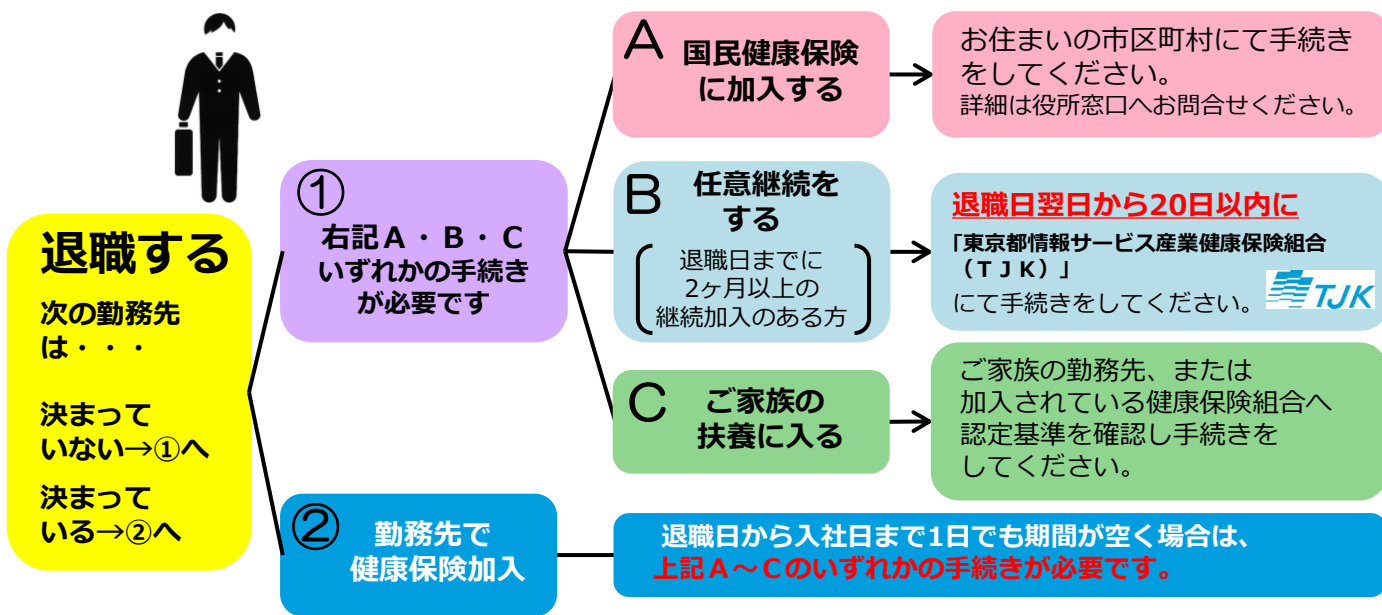 退職する
次の勤務先
は・・・
決まって
いない→①へ
決まって
いる→②へ
①
右記A・B・C
いずれかの手続き
が必要です
A
国民健康保険
に加入する
お住まいの市区町村にて手続き
をしてください。
詳細は役所窓口へお問合せください。
B
任意継続を
する
退職日までに
2ヶ月以上の
継続加入のある方
退職日翌日から20日以内に
「東京都情報サービス産業健康保険組合
（TJK）」
にて手続きをしてください。
TJK
C
ご家族の
扶養に入る
ご家族の勤務先、または
加入されている健康保険組合へ
認定基準を確認し手続きを
してください。
②
勤務先で
健康保険加入
退職日から入社日まで1日でも期間が空く場合は、
上記A～Cのいずれかの手続きが必要です。